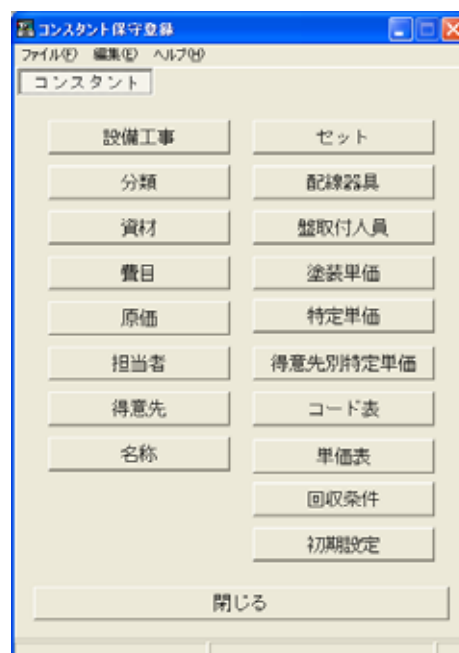 コンスタント保守登録
ファイル(F) 編集(E) ヘルプ(H)
コンスタント
設備工事 セット
分類 配線器具
資材 盤取付人員
費目 塗装単価
原価 特定単価
担当者 得意先別特定単価
得意先 コード表
名称 単価表
回収条件
初期設定
閉じる